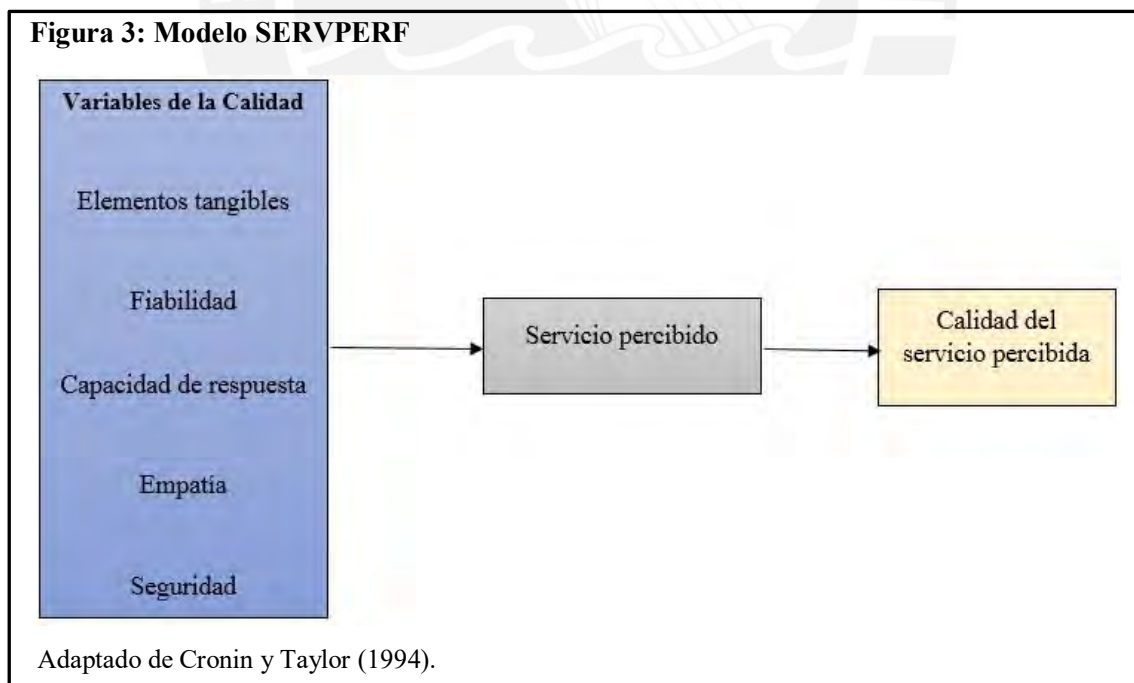 Figura 3: Modelo SERVPERF
Variables de la Calidad
Elementos tangibles
Fiabilidad
Capacidad de respuesta
Empatía
Seguridad
Servicio percibido
Calidad del
servicio percibida
Adaptado de Cronin y Taylor (1994).